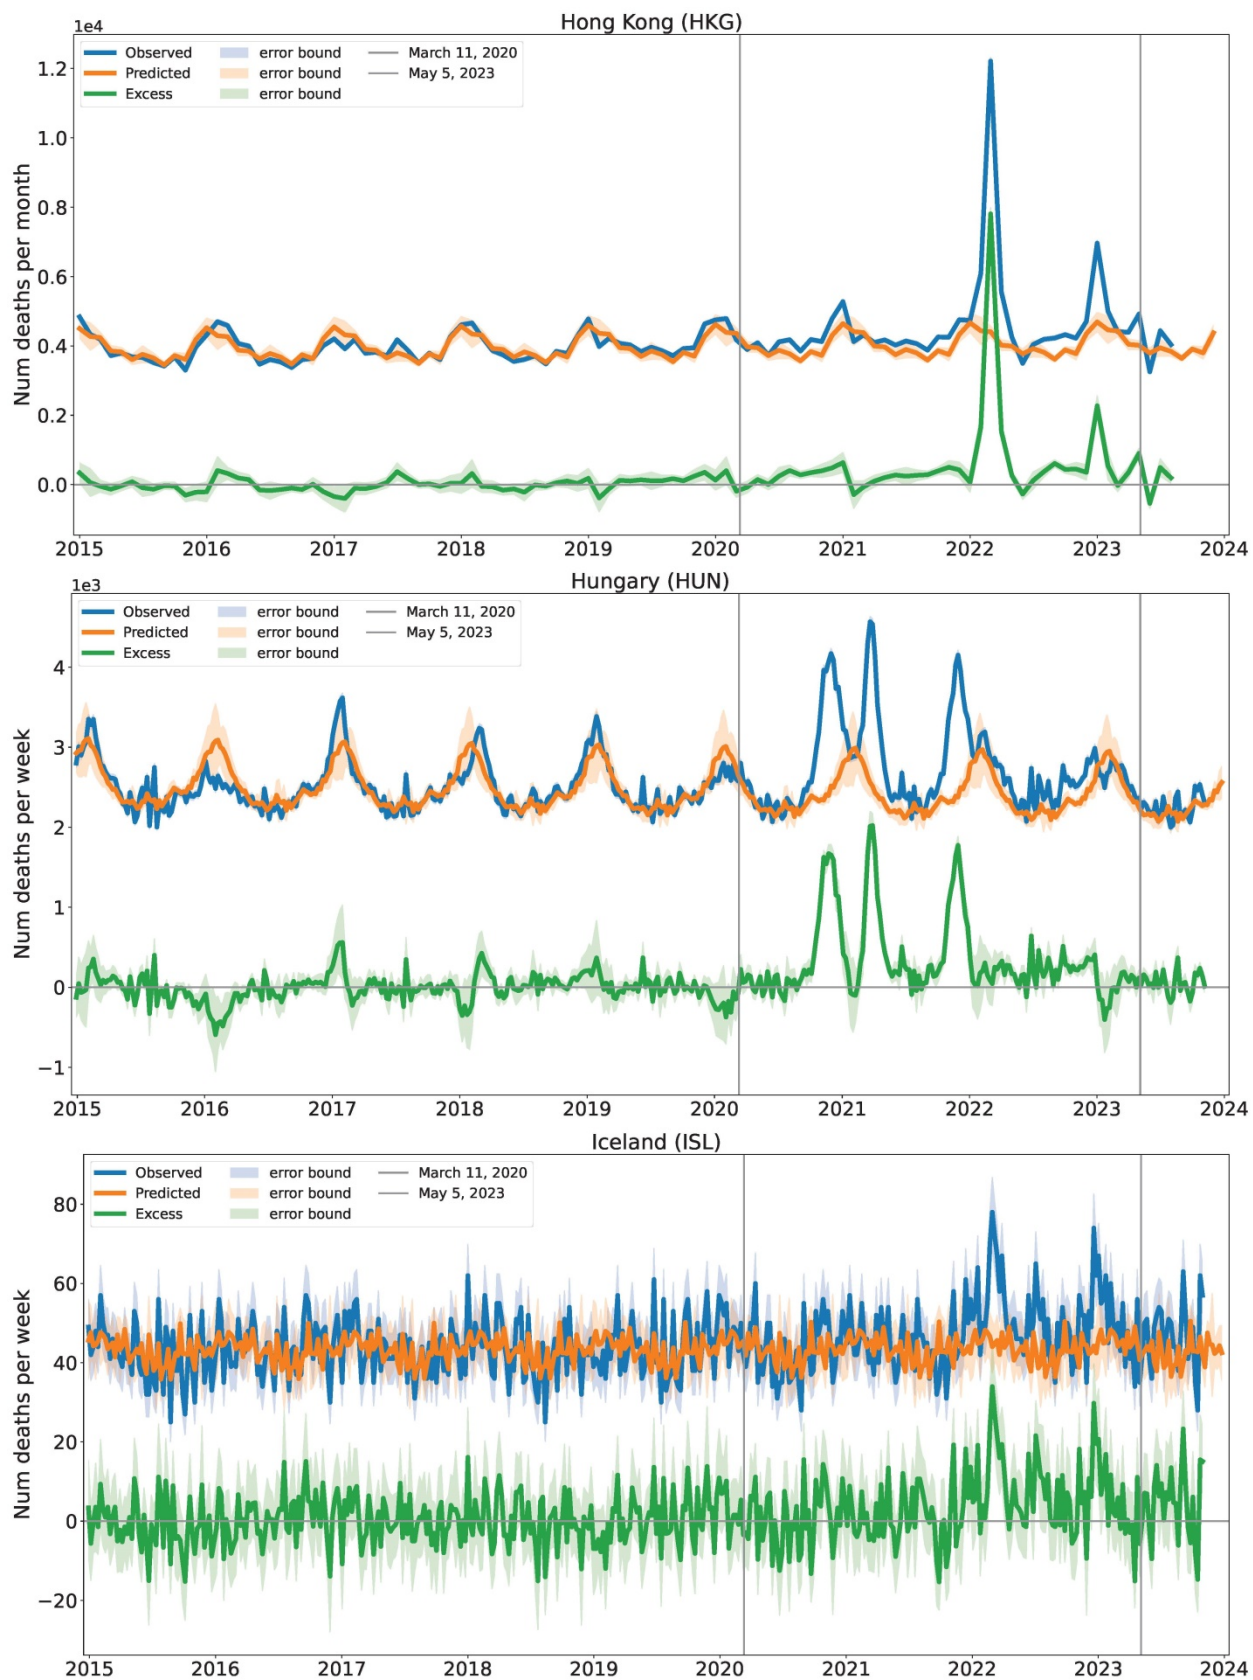 Hong Kong (HKG)
1e4
Observed error bound March 11, 2020
Predicted error bound May 5, 2023
Excess error bound
Num deaths per month
1.2
1.0
0.8
0.6
0.4
0.2
0.0
2015 2016 2017 2018 2019 2020 2021 2022 2023 2024
Hungary (HUN)
1e3
Observed error bound March 11, 2020
Predicted error bound May 5, 2023
Excess error bound
Num deaths per week
4
3
2
1
0
−1
2015 2016 2017 2018 2019 2020 2021 2022 2023 2024
Iceland (ISL)
Observed error bound March 11, 2020
Predicted error bound May 5, 2023
Excess error bound
Num deaths per week
80
60
40
20
0
−20
2015 2016 2017 2018 2019 2020 2021 2022 2023 2024